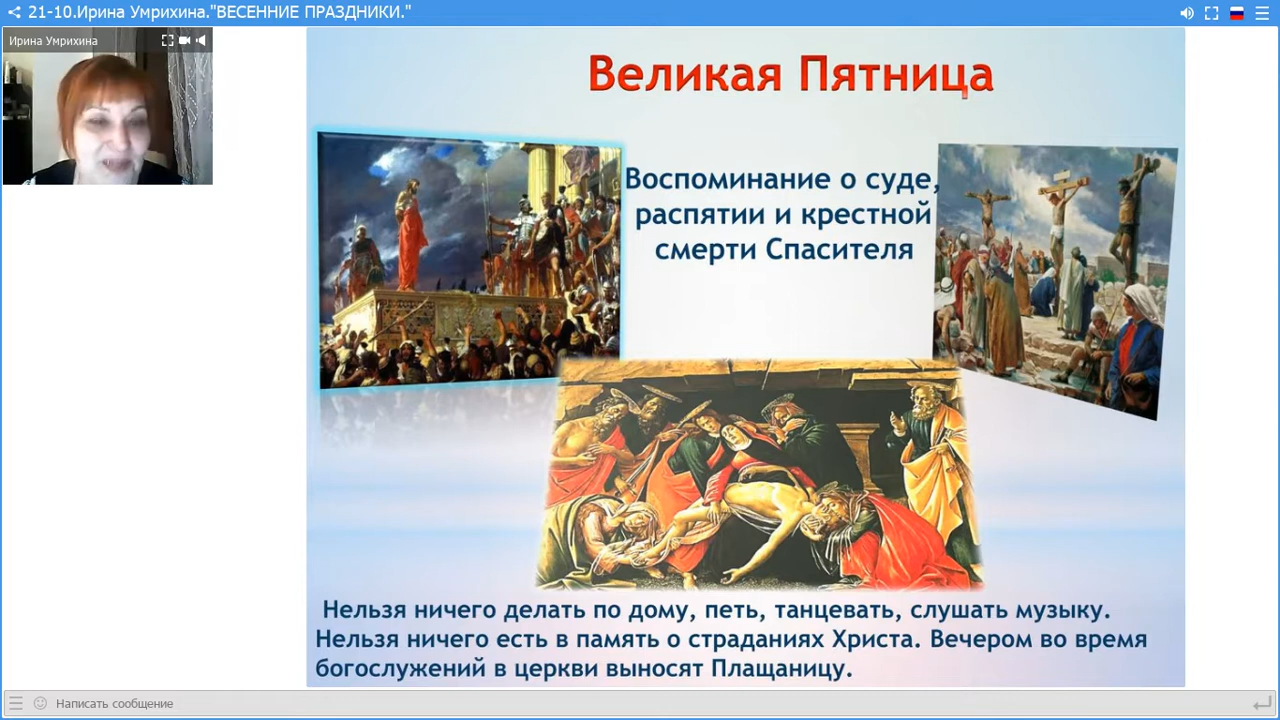 21-10.Ирина Умрихина."ВЕСЕННИЕ ПРАЗДНИКИ."
Ирина Умрихина
Великая Пятница
Воспоминание о суде,
распятии и крестной
смерти Спасителя
Нельзя ничего делать по дому, петь, танцевать, слушать музыку.
Нельзя ничего есть в память о страданиях Христа. Вечером во время
богослужений в церкви выносят Плащаницу.
Написать сообщение